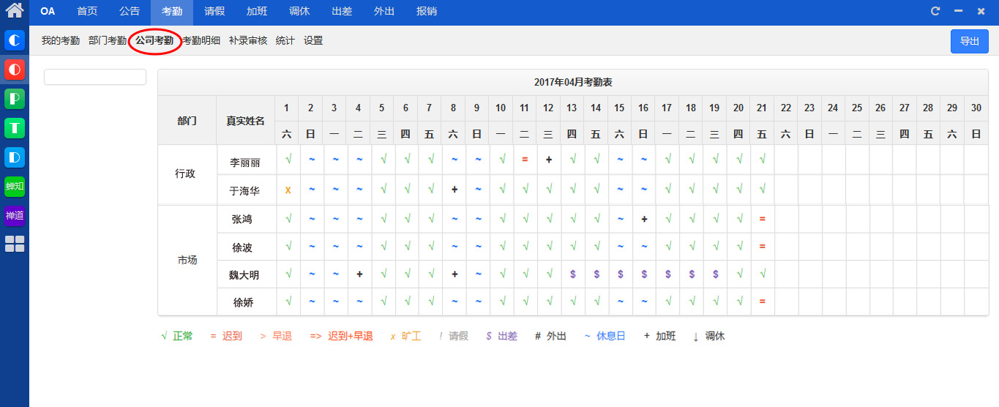 OA 首页 公告 考勤 请假 加班 调休 出差 外出 报销
我的考勤 部门考勤 公司考勤 考勤明细 补录审核 统计 设置 导出
C
P
T
D
蝉知
禅道
2017年04月考勤表
部门 真实姓名 1 2 3 4 5 6 7 8 9 10 11 12 13 14 15 16 17 18 19 20 21 22 23 24 25 26 27 28 29 30
六 日 一 二 三 四 五 六 日 一 二 三 四 五 六 日 一 二 三 四 五 六 日 一 二 三 四 五 六 日
行政 李丽丽 √ ~ ~ ~ √ √ √ ~ ~ √ = + √ √ ~ ~ √ √ √ √ √
于海华 x ~ ~ ~ √ √ √ + ~ √ √ √ √ √ ~ ~ √ √ √ √ √
市场 张鸿 √ ~ ~ ~ √ √ √ ~ ~ √ √ √ √ √ ~ + √ √ √ √ =
徐波 √ ~ ~ ~ √ √ √ ~ ~ √ √ √ √ √ ~ ~ √ √ √ √ =
魏大明 √ ~ ~ + √ √ √ + ~ √ √ √ $ $ $ $ $ $ $ √ √
徐娇 √ ~ ~ ~ √ √ √ ~ ~ √ √ √ √ √ ~ ~ √ √ √ √ =
√ 正常 = 迟到 > 早退 => 迟到+早退 x 旷工 ! 请假 $ 出差 # 外出 ~ 休息日 + 加班 ↓ 调休